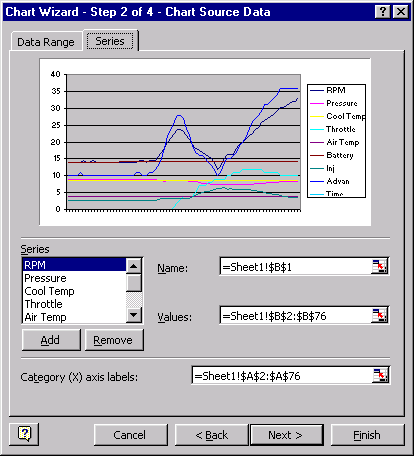 Chart Wizard - Step 2 of 4 - Chart Source Data
Data Range
Series
40
35
30
25
20
15
10
5
0
RPM
Pressure
Cool Temp
Throttle
Air Temp
Battery
Inj
Advan
Time
Series
RPM
Pressure
Cool Temp
Throttle
Air Temp
Name:
=Sheet1!$B$1
Values:
=Sheet1!$B$2:$B$76
Add
Remove
Category (X) axis labels:
=Sheet1!$A$2:$A$76
Cancel
< Back
Next >
Finish